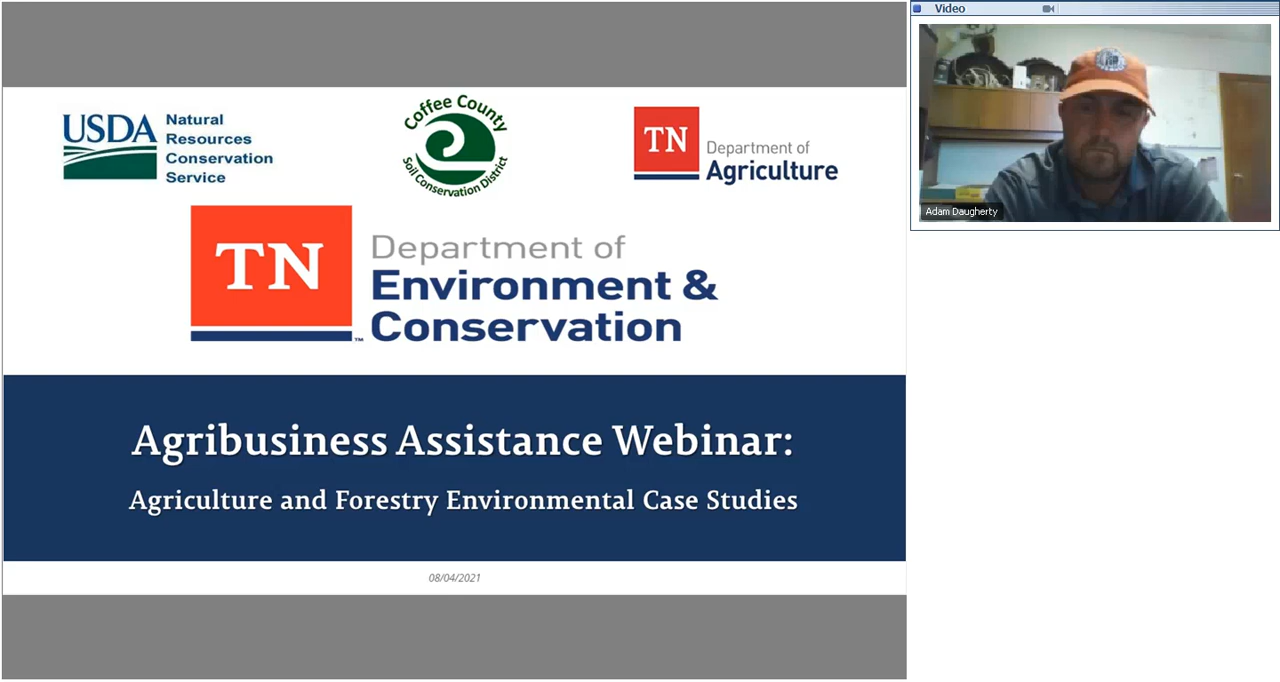 Video
USDA
Natural
Resources
Conservation
Service
Coffee County
Soil Conservation District
TN
Department of
Agriculture
Adam Daugherty
TN
™
Department of
Environment &
Conservation
Agribusiness Assistance Webinar:
Agriculture and Forestry Environmental Case Studies
08/04/2021